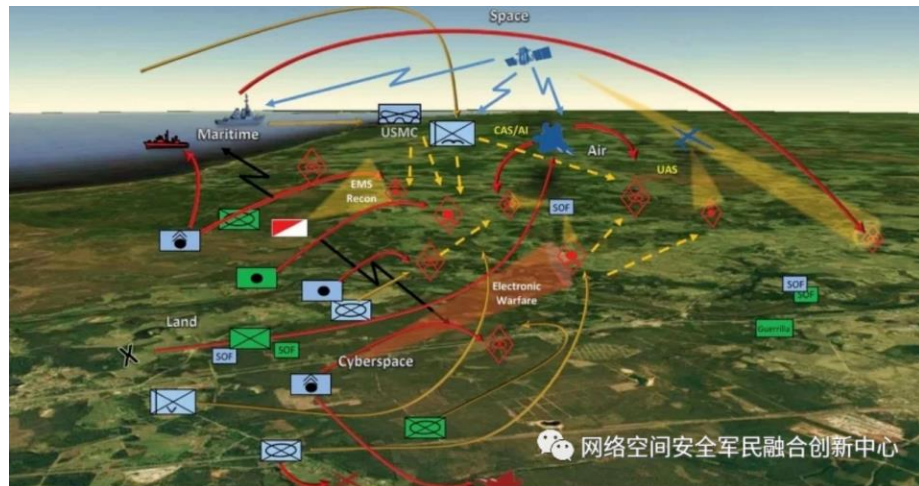 Space
Maritime
USMC
CAS/AI
Air
UAS
EMS
Recon
SOF
SOF
SOF
Electronic
Warfare
Land
Guerrilla
SOF
SOF
Cyberspace
网络空间安全军民融合创新中心